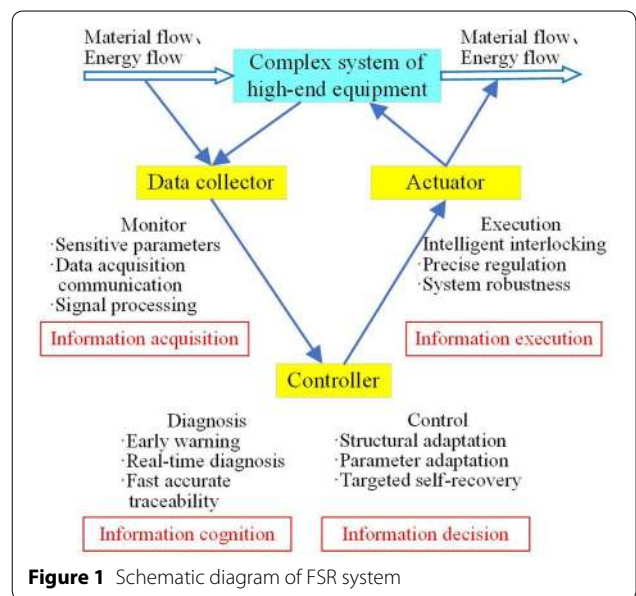 Material flow、
Energy flow
Complex system of
high-end equipment
Material flow、
Energy flow
Data collector
Actuator
Monitor
·Sensitive parameters
·Data acquisition
communication
·Signal processing
Information acquisition
Execution
Intelligent interlocking
·Precise regulation
·System robustness
Information execution
Controller
Diagnosis
·Early warning
·Real-time diagnosis
·Fast accurate
traceability
Information cognition
Control
·Structural adaptation
·Parameter adaptation
·Targeted self-recovery
Information decision
Figure 1 Schematic diagram of FSR system